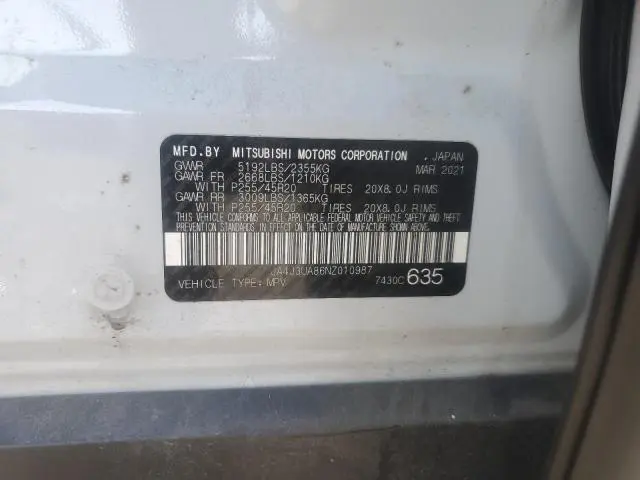 MFD.BY MITSUBISHI MOTORS CORPORATION , JAPAN
GVWR 5192LBS/2355KG MAR 2021
GAWR FR 2668LBS/1210KG
WITH P255/45R20 TIRES 20X8.0J RIMS
GAWR RR 3009LBS/1365KG
WITH P255/45R20 TIRES 20X8.0J RIMS
THIS VEHICLE CONFORMS TO ALL APPLICABLE FEDERAL MOTOR VEHICLE SAFETY AND THEFT
PREVENTION STANDARDS IN EFFECT ON THE DATE OF MANUFACTURE SHOWN ABOVE.
JA4J3UA86NZ010987
VEHICLE TYPE: MPV 7430C 635